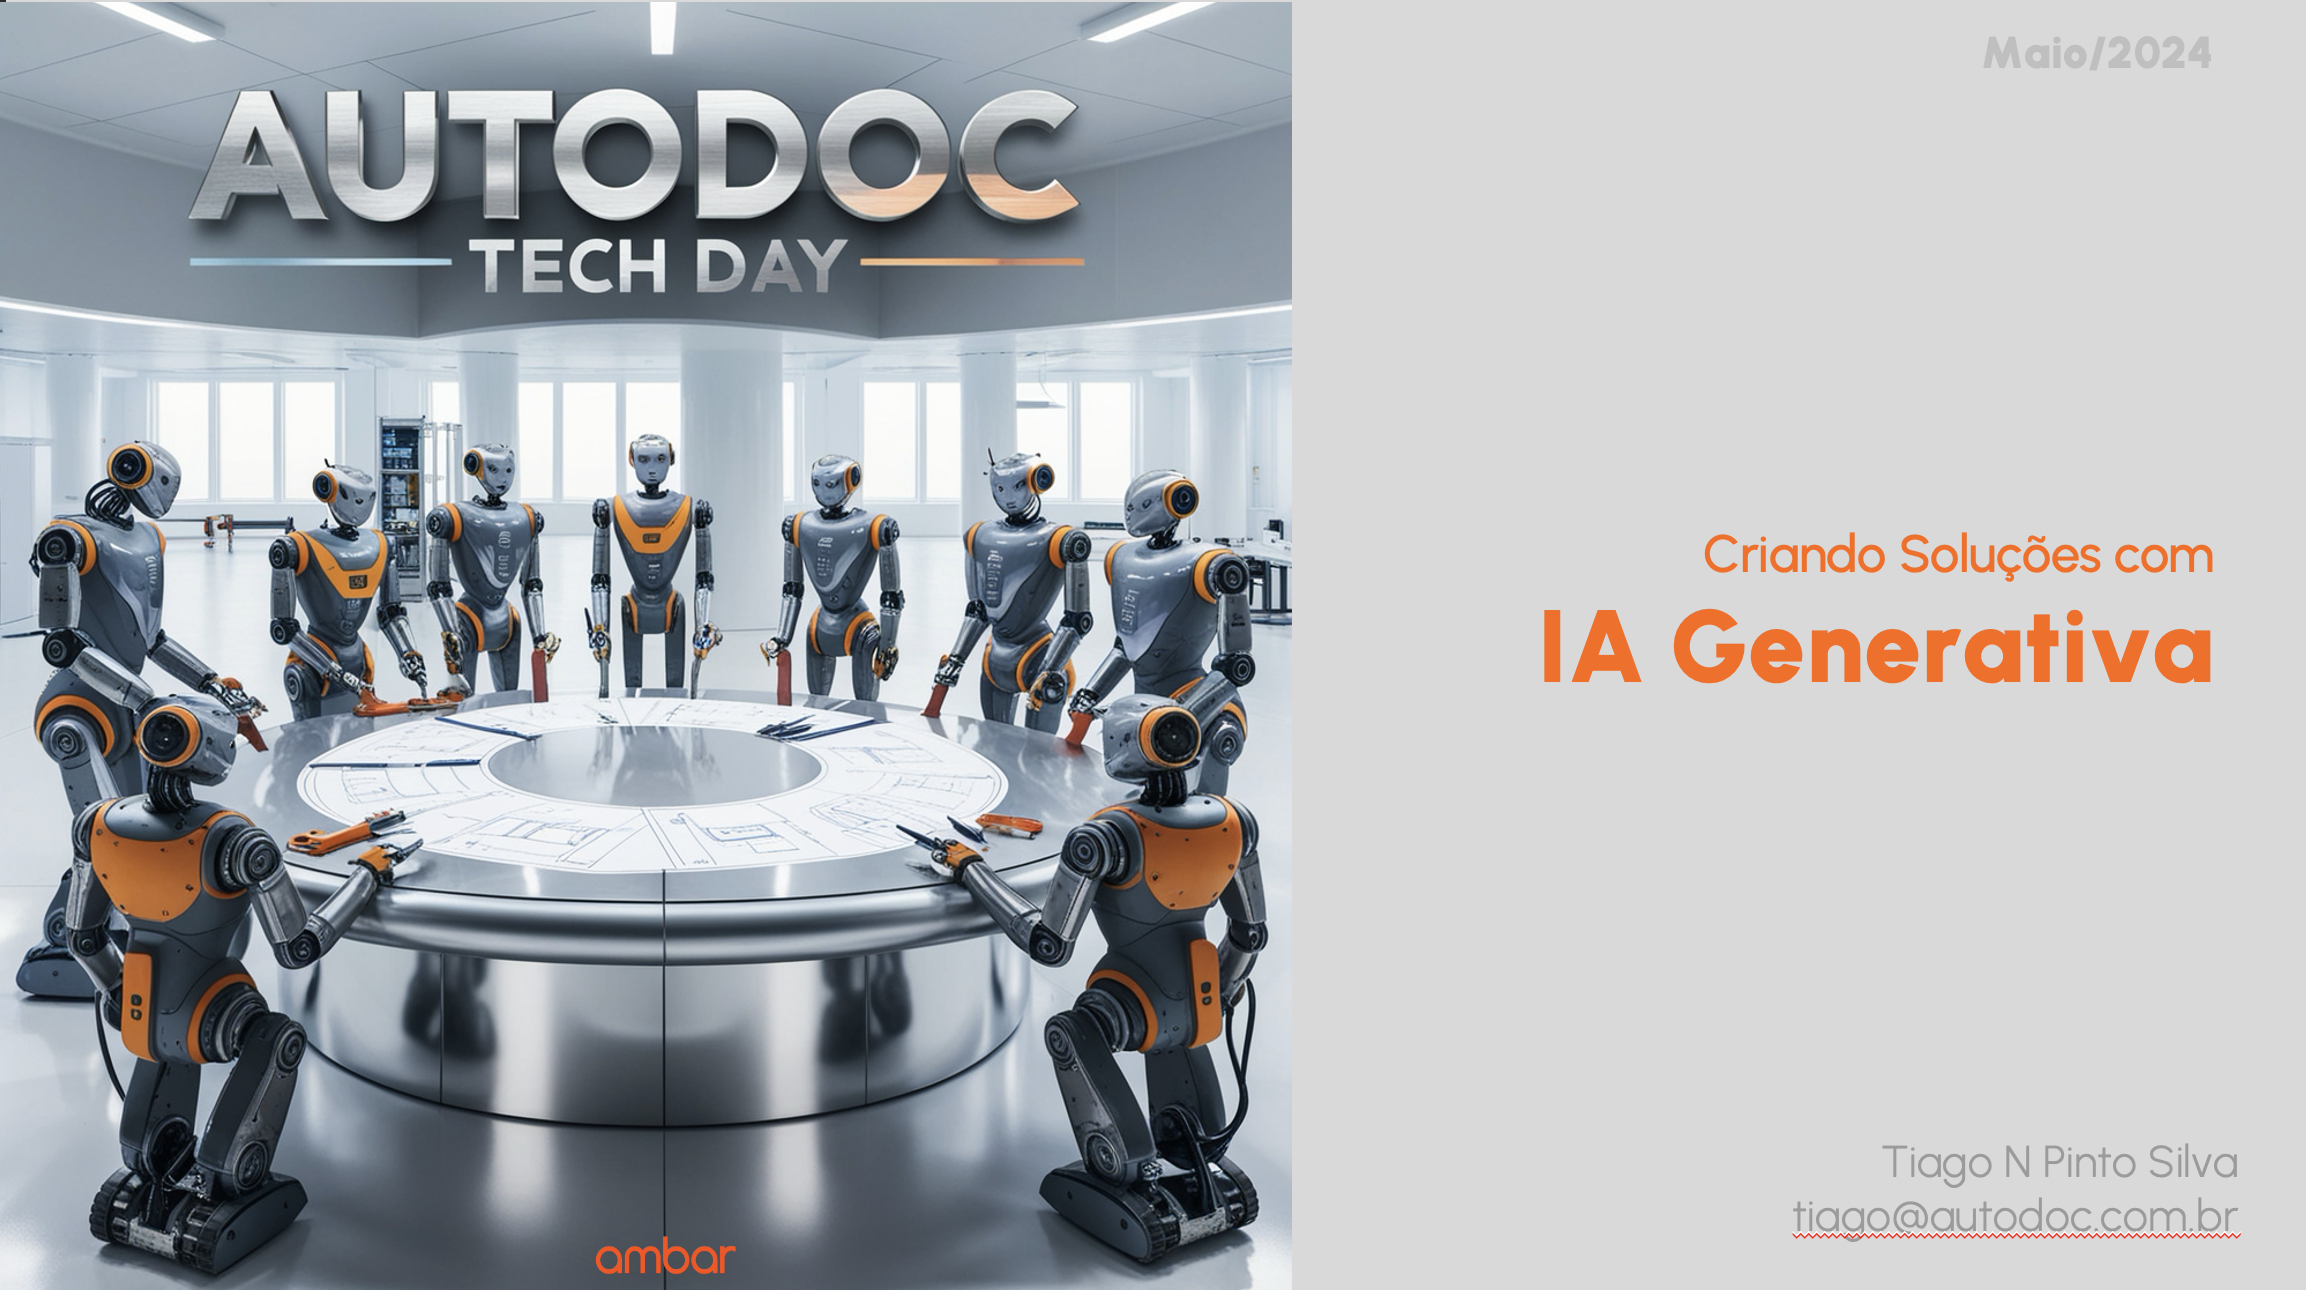 AUTODOC
TECH DAY
ambar
Maio/2024
Criando Soluções com
IA Generativa
Tiago N Pinto Silva
tiago@autodoc.com.br